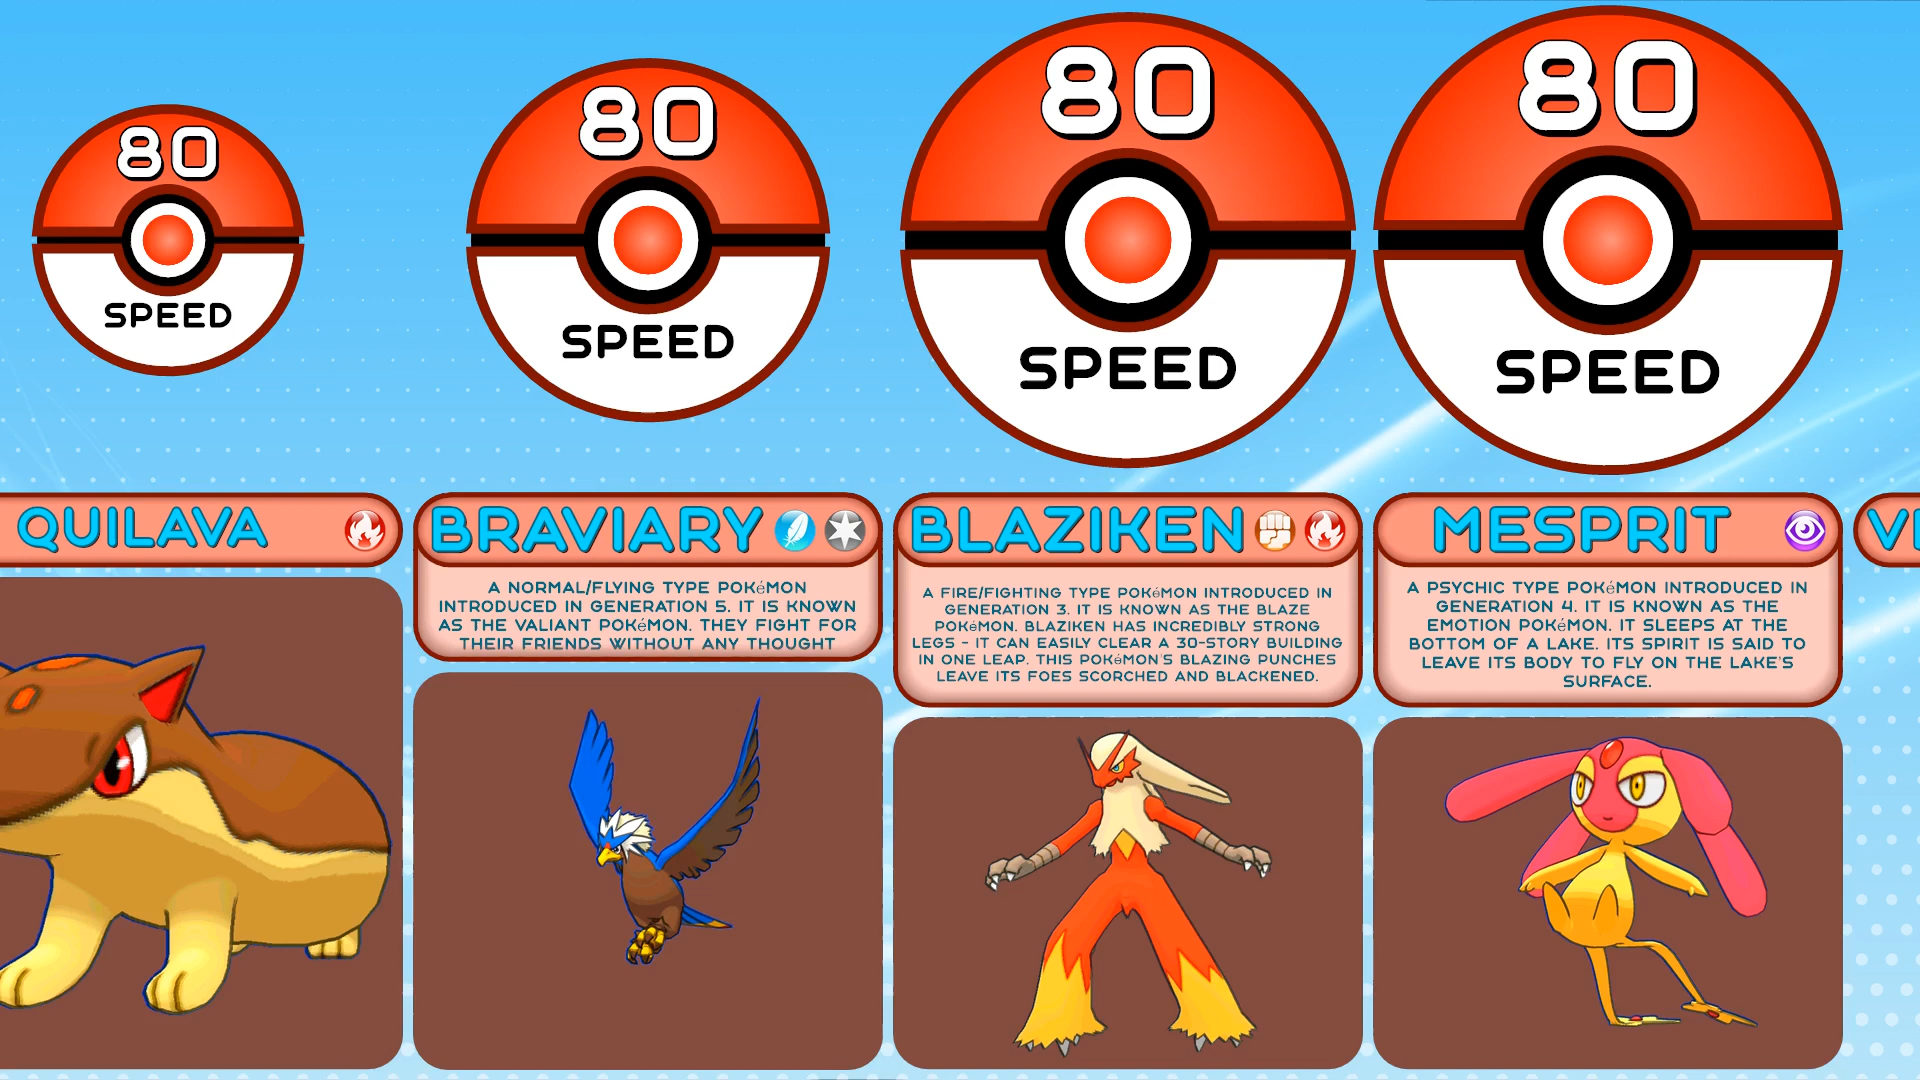 80
SPEED
80
SPEED
80
SPEED
80
SPEED
QUILAVA
BRAVIARY
A NORMAL/FLYING TYPE POKéMON
INTRODUCED IN GENERATION 5. IT IS KNOWN
AS THE VALIANT POKéMON. THEY FIGHT FOR
THEIR FRIENDS WITHOUT ANY THOUGHT
BLAZIKEN
A FIRE/FIGHTING TYPE POKéMON INTRODUCED IN
GENERATION 3. IT IS KNOWN AS THE BLAZE
POKéMON. BLAZIKEN HAS INCREDIBLY STRONG
LEGS - IT CAN EASILY CLEAR A 30-STORY BUILDING
IN ONE LEAP. THIS POKéMON'S BLAZING PUNCHES
LEAVE ITS FOES SCORCHED AND BLACKENED.
MESPRIT
A PSYCHIC TYPE POKéMON INTRODUCED IN
GENERATION 4. IT IS KNOWN AS THE
EMOTION POKéMON. IT SLEEPS AT THE
BOTTOM OF A LAKE. ITS SPIRIT IS SAID TO
LEAVE ITS BODY TO FLY ON THE LAKE'S
SURFACE.